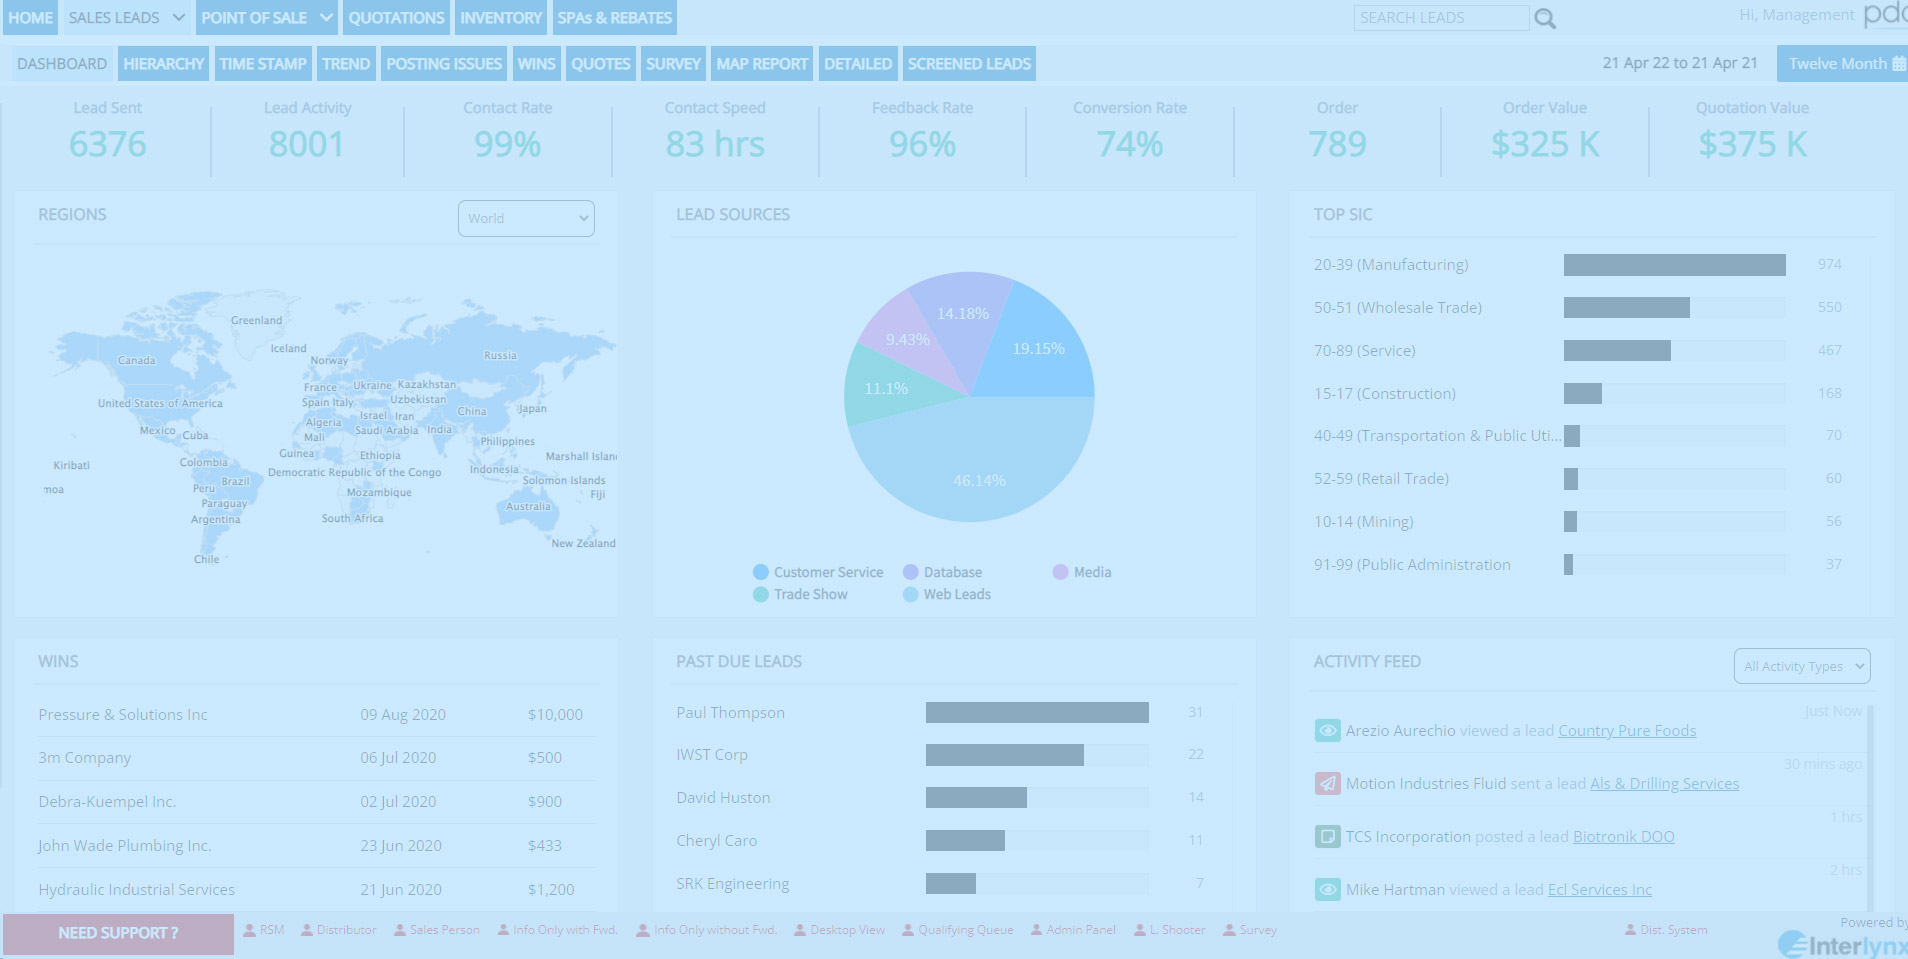 HOME SALES LEADS POINT OF SALE QUOTATIONS INVENTORY SPAs & REBATES SEARCH LEADS Hi, Management
DASHBOARD HIERARCHY TIME STAMP TREND POSTING ISSUES WINS QUOTES SURVEY MAP REPORT DETAILED SCREENED LEADS 21 Apr 22 to 21 Apr 21 Twelve Month
Lead Sent Lead Activity Contact Rate Contact Speed Feedback Rate Conversion Rate Order Order Value Quotation Value
6376 8001 99% 83 hrs 96% 74% 789 $325 K $375 K
REGIONS
World
Greenland
Iceland
Canada
Norway
Russia
France Ukraine Kazakhstan
United States of America
Spain Italy Uzbekistan
Israel Iran China Japan
Mexico Cuba
Algeria Saudi Arabia India
Mali
Philippines
Guinea Ethiopia Marshall Islan
Kiribati
Colombia
Democratic Republic of the Congo
Indonesia
Solomon Islands
moa
Peru Brazil
Mozambique
Fiji
Paraguay
Argentina
South Africa
Australia
New Zealand
Chile
LEAD SOURCES
14.18%
9.43%
19.15%
11.1%
46.14%
Customer Service Database Media
Trade Show Web Leads
TOP SIC
20-39 (Manufacturing) 974
50-51 (Wholesale Trade) 550
70-89 (Service) 467
15-17 (Construction) 168
40-49 (Transportation & Public Uti... 70
52-59 (Retail Trade) 60
10-14 (Mining) 56
91-99 (Public Administration 37
WINS
Pressure & Solutions Inc 09 Aug 2020 $10,000
3m Company 06 Jul 2020 $500
Debra-Kuempel Inc. 02 Jul 2020 $900
John Wade Plumbing Inc. 23 Jun 2020 $433
Hydraulic Industrial Services 21 Jun 2020 $1,200
PAST DUE LEADS
Paul Thompson 31
IWST Corp 22
David Huston 14
Cheryl Caro 11
SRK Engineering 7
ACTIVITY FEED
All Activity Types
Just Now
Arezio Aurechio viewed a lead Country Pure Foods
30 mins ago
Motion Industries Fluid sent a lead Als & Drilling Services
1 hrs
TCS Incorporation posted a lead Biotronik DOO
2 hrs
Mike Hartman viewed a lead Ecl Services Inc
NEED SUPPORT ? RSM Distributor Sales Person Info Only with Fwd. Info Only without Fwd. Desktop View Qualifying Queue Admin Panel L. Shooter Survey Dist. System
Powered by
Interlynx